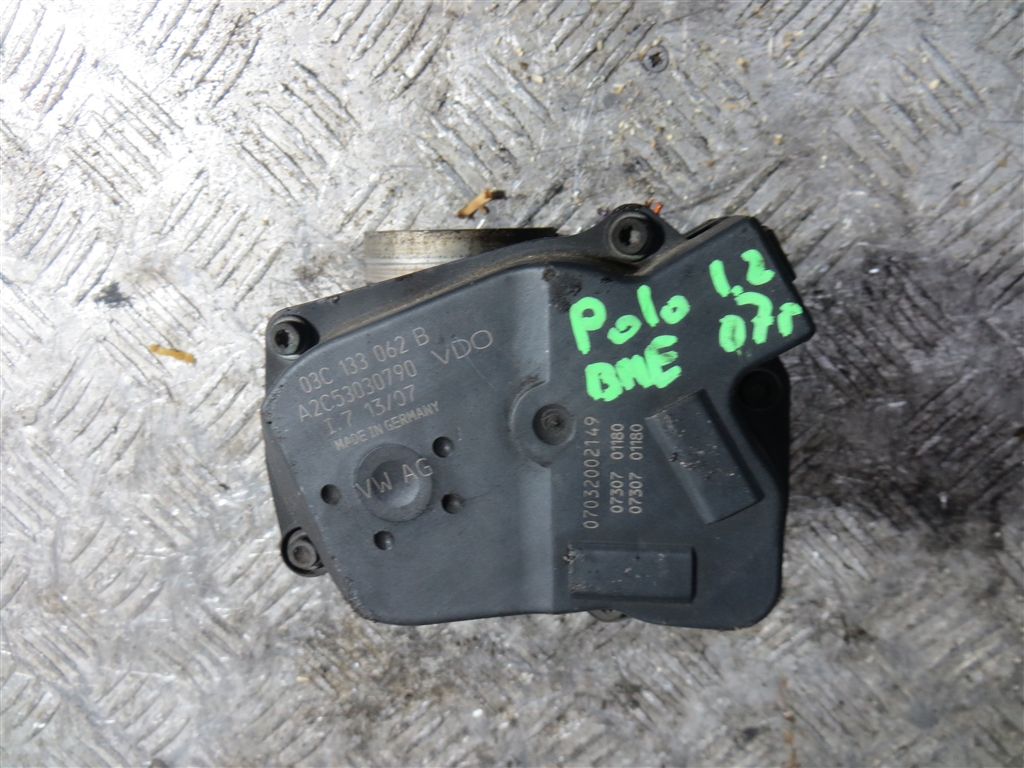 03C 133 062 B
A2C53030790 VDO
I.7 13/07
MADE IN GERMANY
VW AG
Polo 1.2
BME 07r
07032002149
07307 01180
07307 01180